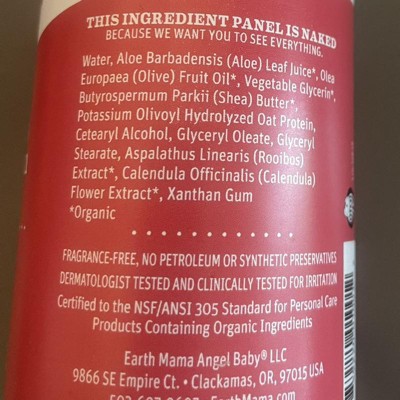 THIS INGREDIENT PANEL IS NAKED
BECAUSE WE WANT YOU TO SEE EVERYTHING.
Water, Aloe Barbadensis (Aloe) Leaf Juice*, Olea
Europaea (Olive) Fruit Oil*, Vegetable Glycerin*,
Butyrospermum Parkii (Shea) Butter*,
Potassium Olivoyl Hydrolyzed Oat Protein,
Cetearyl Alcohol, Glyceryl Oleate, Glyceryl
Stearate, Aspalathus Linearis (Rooibos)
Extract*, Calendula Officinalis (Calendula)
Flower Extract*, Xanthan Gum
*Organic
FRAGRANCE-FREE, NO PETROLEUM OR SYNTHETIC PRESERVATIVES
DERMATOLOGIST TESTED AND CLINICALLY TESTED FOR IRRITATION
Certified to the NSF/ANSI 305 Standard for Personal Care
Products Containing Organic Ingredients
Earth Mama Angel Baby® LLC
9866 SE Empire Ct. • Clackamas, OR, 97015 USA
EarthMama.com